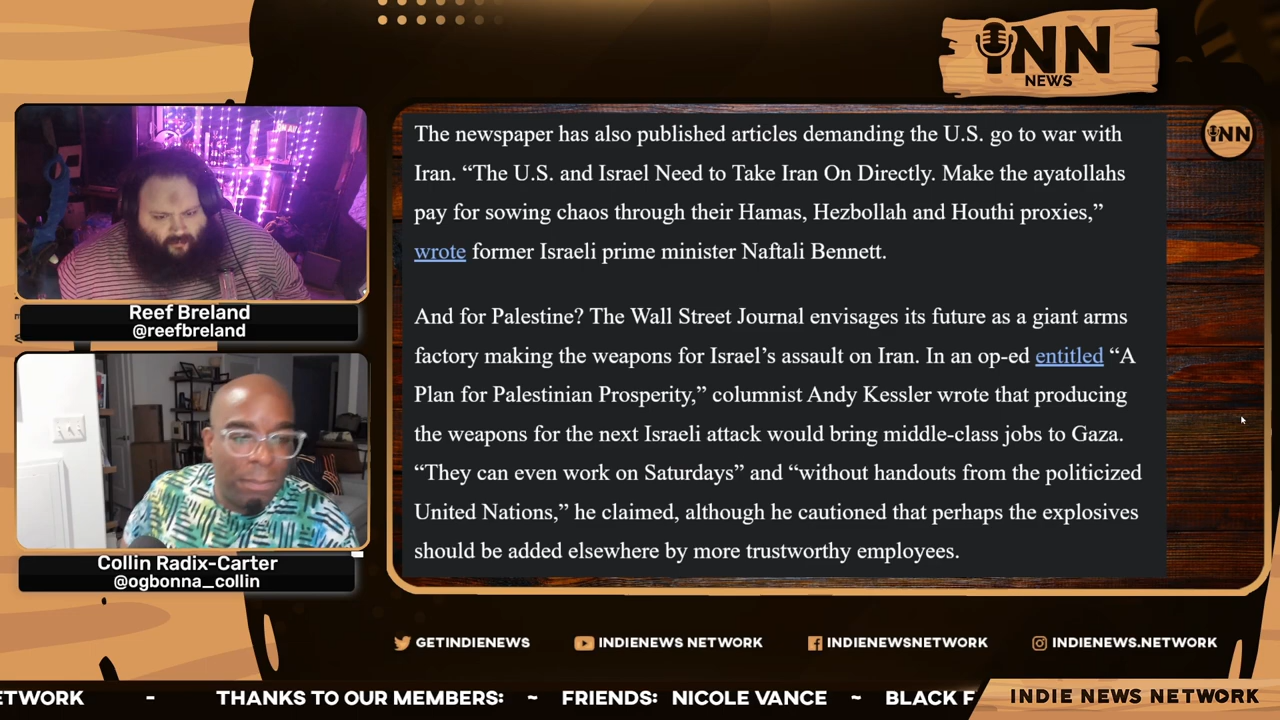 INN
NEWS
INN
The newspaper has also published articles demanding the U.S. go to war with
Iran. “The U.S. and Israel Need to Take Iran On Directly. Make the ayatollahs
pay for sowing chaos through their Hamas, Hezbollah and Houthi proxies,”
wrote former Israeli prime minister Naftali Bennett.
And for Palestine? The Wall Street Journal envisages its future as a giant arms
factory making the weapons for Israel’s assault on Iran. In an op-ed entitled “A
Plan for Palestinian Prosperity,” columnist Andy Kessler wrote that producing
the weapons for the next Israeli attack would bring middle-class jobs to Gaza.
“They can even work on Saturdays” and “without handouts from the politicized
United Nations,” he claimed, although he cautioned that perhaps the explosives
should be added elsewhere by more trustworthy employees.
Reef Breland
@reefbreland
Collin Radix-Carter
@ogbonna_collin
GETINDIENEWS
INDIENEWS NETWORK
INDIENEWSNETWORK
INDIENEWS.NETWORK
ETWORK - THANKS TO OUR MEMBERS: ~ FRIENDS: NICOLE VANCE ~ BLACK F
INDIE NEWS NETWORK